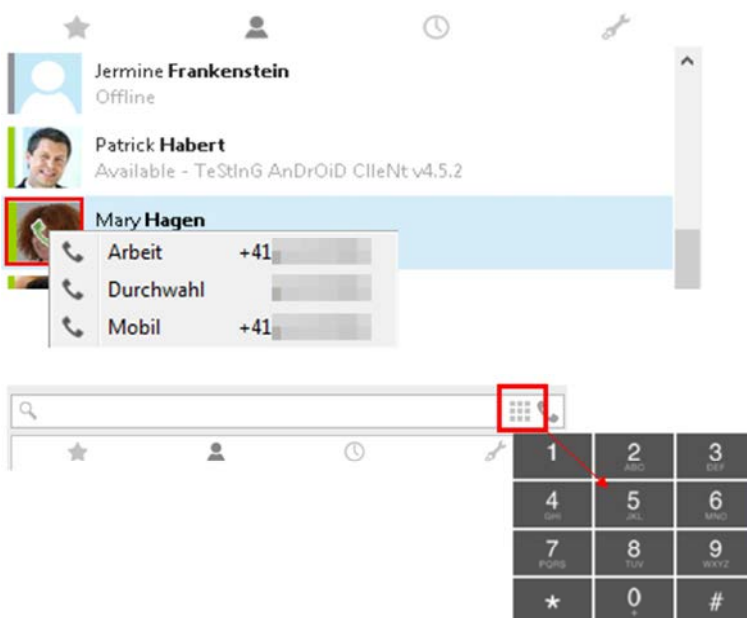 Jermine Frankenstein
Offline
Patrick Habert
Available - TeStInG AnDrOiD ClIeNt v4.5.2
Mary Hagen
Arbeit +41
Durchwahl
Mobil +41
1 2 3
ABC DEF
4 5 6
GHI JKL MNO
7 8 9
PQRS TUV WXYZ
* 0 #
+